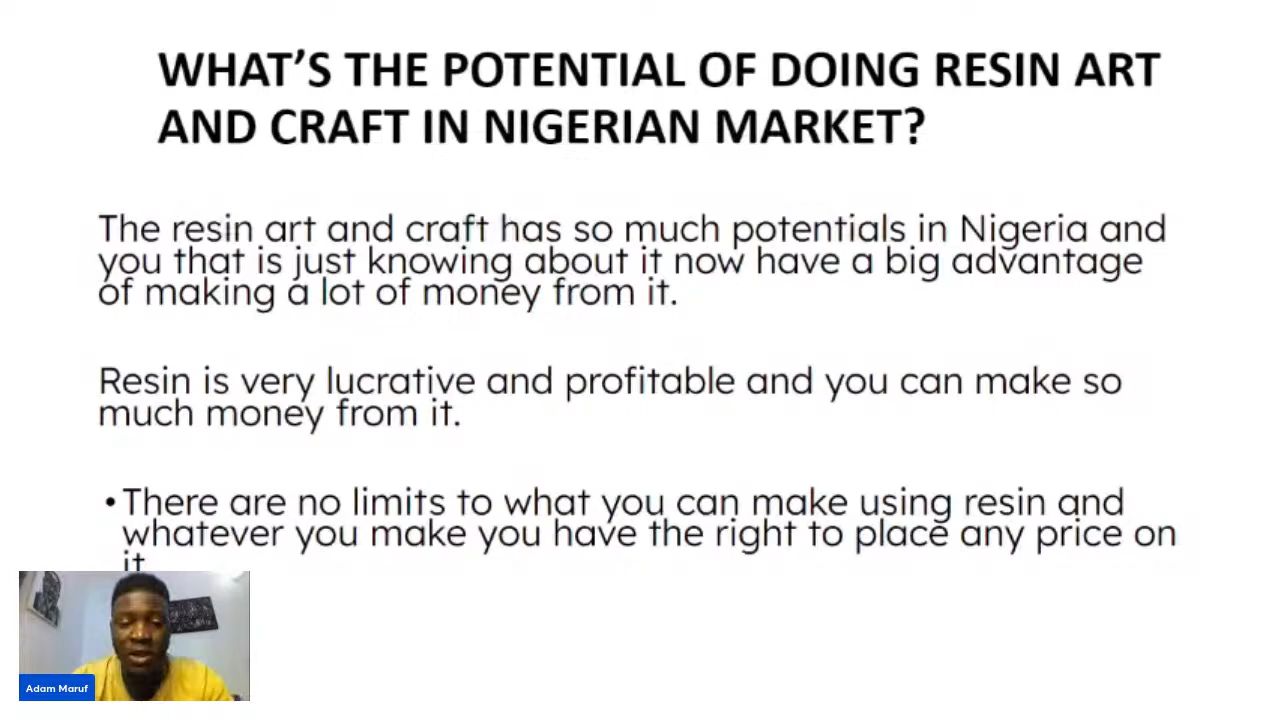 WHAT’S THE POTENTIAL OF DOING RESIN ART
AND CRAFT IN NIGERIAN MARKET?
The resin art and craft has so much potentials in Nigeria and
you that is just knowing about it now have a big advantage
of making a lot of money from it.
Resin is very lucrative and profitable and you can make so
much money from it.
• There are no limits to what you can make using resin and
whatever you make you have the right to place any price on
it
Adam Maruf